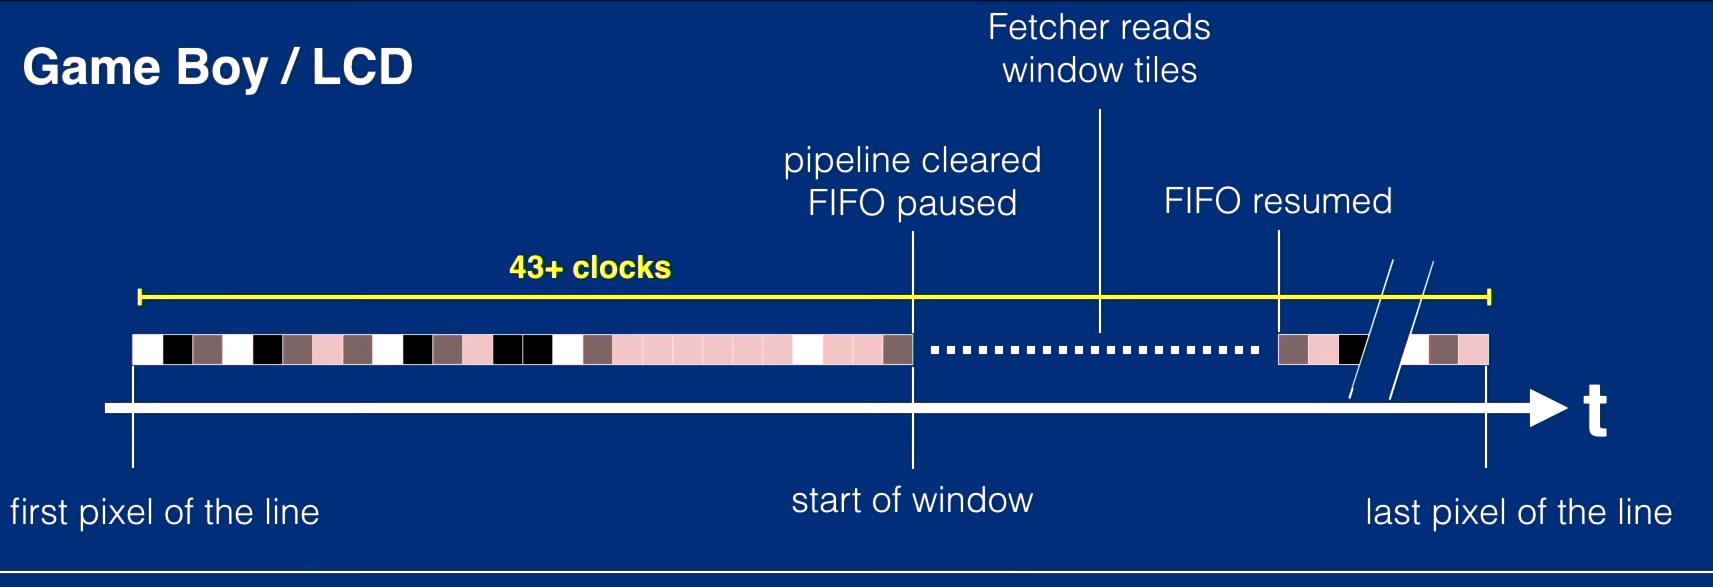 Game Boy / LCD
Fetcher reads
window tiles
pipeline cleared
FIFO paused
FIFO resumed
43+ clocks
t
first pixel of the line
start of window
last pixel of the line